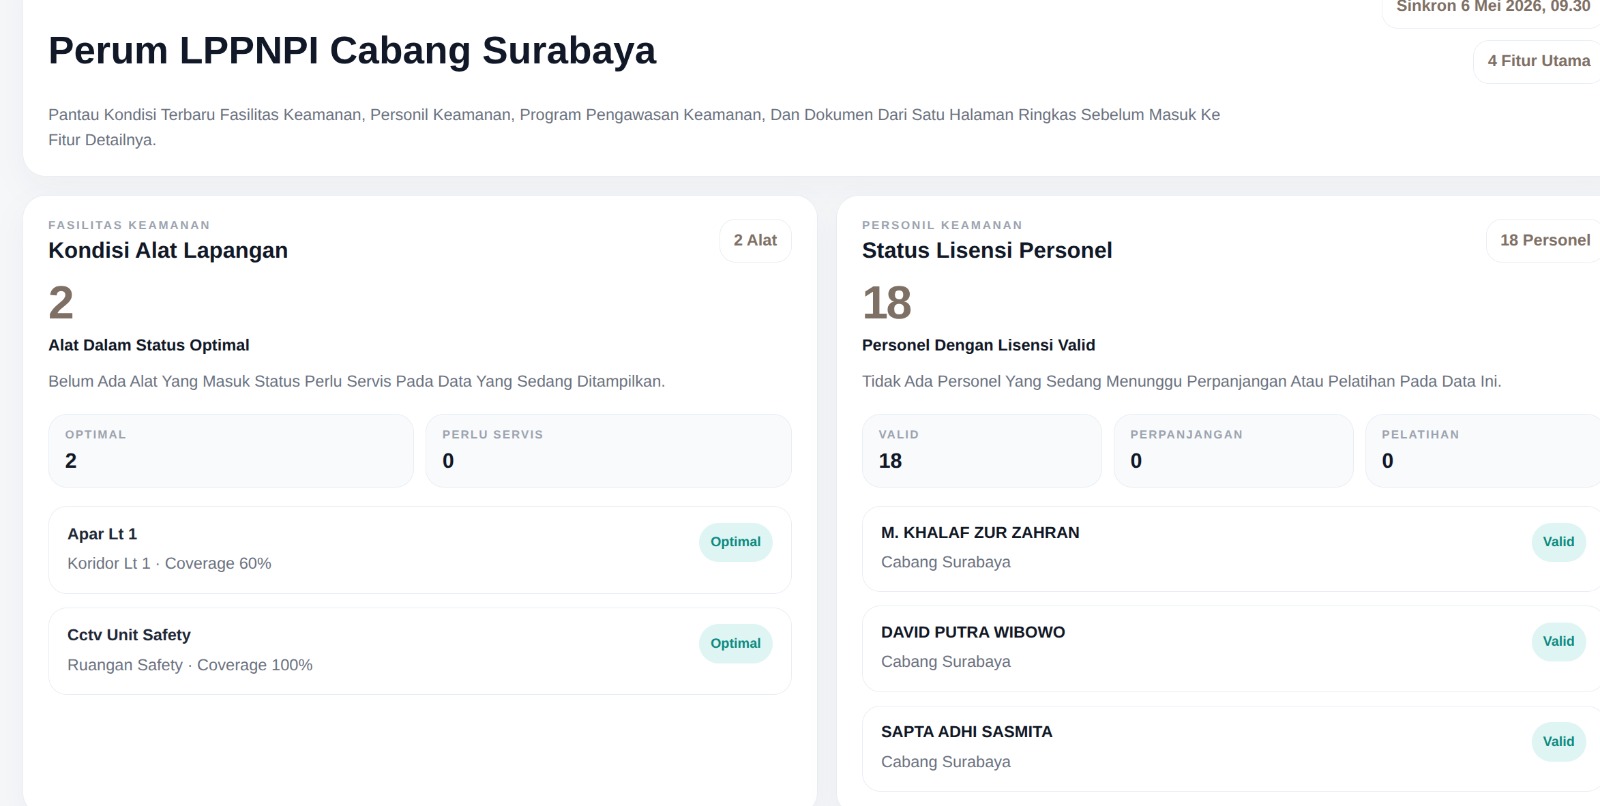 Sinkron 6 Mei 2026, 09.30
Perum LPPNPI Cabang Surabaya
4 Fitur Utama
Pantau Kondisi Terbaru Fasilitas Keamanan, Personil Keamanan, Program Pengawasan Keamanan, Dan Dokumen Dari Satu Halaman Ringkas Sebelum Masuk Ke
Fitur Detailnya.
FASILITAS KEAMANAN
Kondisi Alat Lapangan
2 Alat
2
Alat Dalam Status Optimal
Belum Ada Alat Yang Masuk Status Perlu Servis Pada Data Yang Sedang Ditampilkan.
OPTIMAL
2
PERLU SERVIS
0
Apar Lt 1
Koridor Lt 1 · Coverage 60%
Optimal
Cctv Unit Safety
Ruangan Safety · Coverage 100%
Optimal
PERSONIL KEAMANAN
Status Lisensi Personel
18 Personel
18
Personel Dengan Lisensi Valid
Tidak Ada Personel Yang Sedang Menunggu Perpanjangan Atau Pelatihan Pada Data Ini.
VALID
18
PERPANJANGAN
0
PELATIHAN
0
M. KHALAF ZUR ZAHRAN
Cabang Surabaya
Valid
DAVID PUTRA WIBOWO
Cabang Surabaya
Valid
SAPTA ADHI SASMITA
Cabang Surabaya
Valid